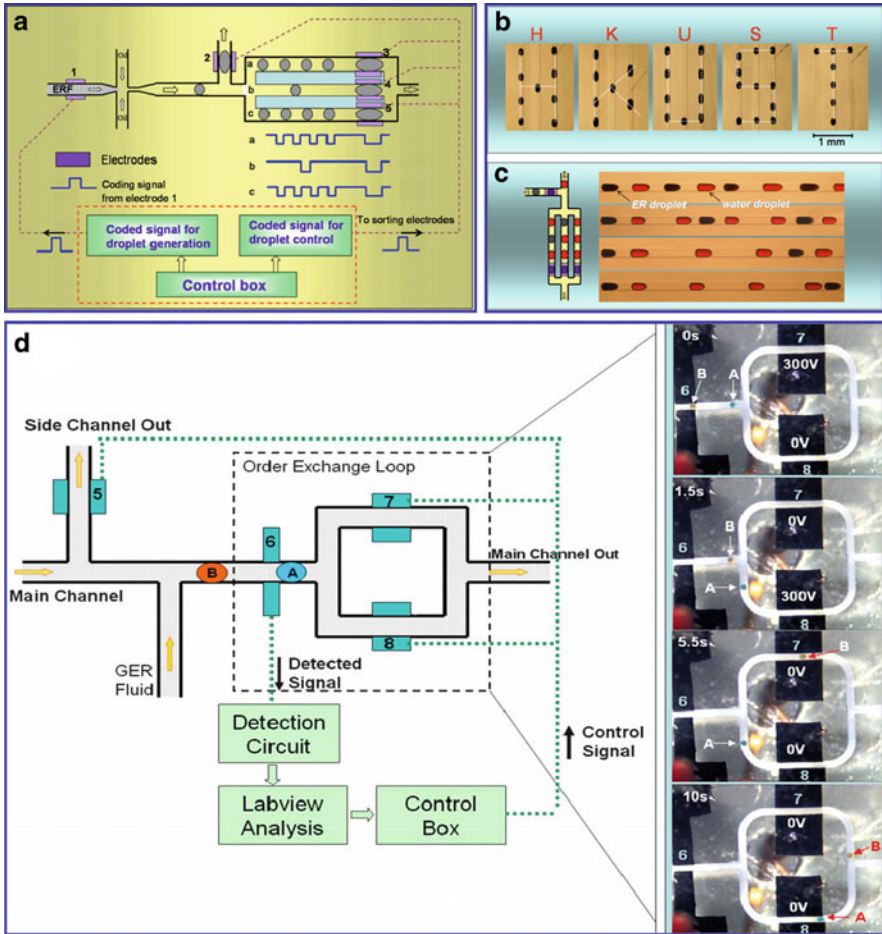 a
Oil
2
3
1
a
ERF
b
4
5
c
Oil
a
b
c
Electrodes
Coding signal
from electrode 1
To sorting electrodes
Coded signal for
droplet generation
Coded signal for
droplet control
Control box
b
H K U S T
1 mm
c
ER droplet
water droplet
d
Side Channel Out
5
Order Exchange Loop
7
6
B
A
Main Channel Out
Main Channel
8
GER
Fluid
Detected
Signal
Detection
Circuit
Control
Signal
Labview
Analysis
Control
Box
0s
7
300V
B
A
6
0V
8
1.5s
7
0V
B
6
A
300V
8
5.5s
7
B
0V
6
A
0V
8
10s
7
0V
B
6
0V
A
8